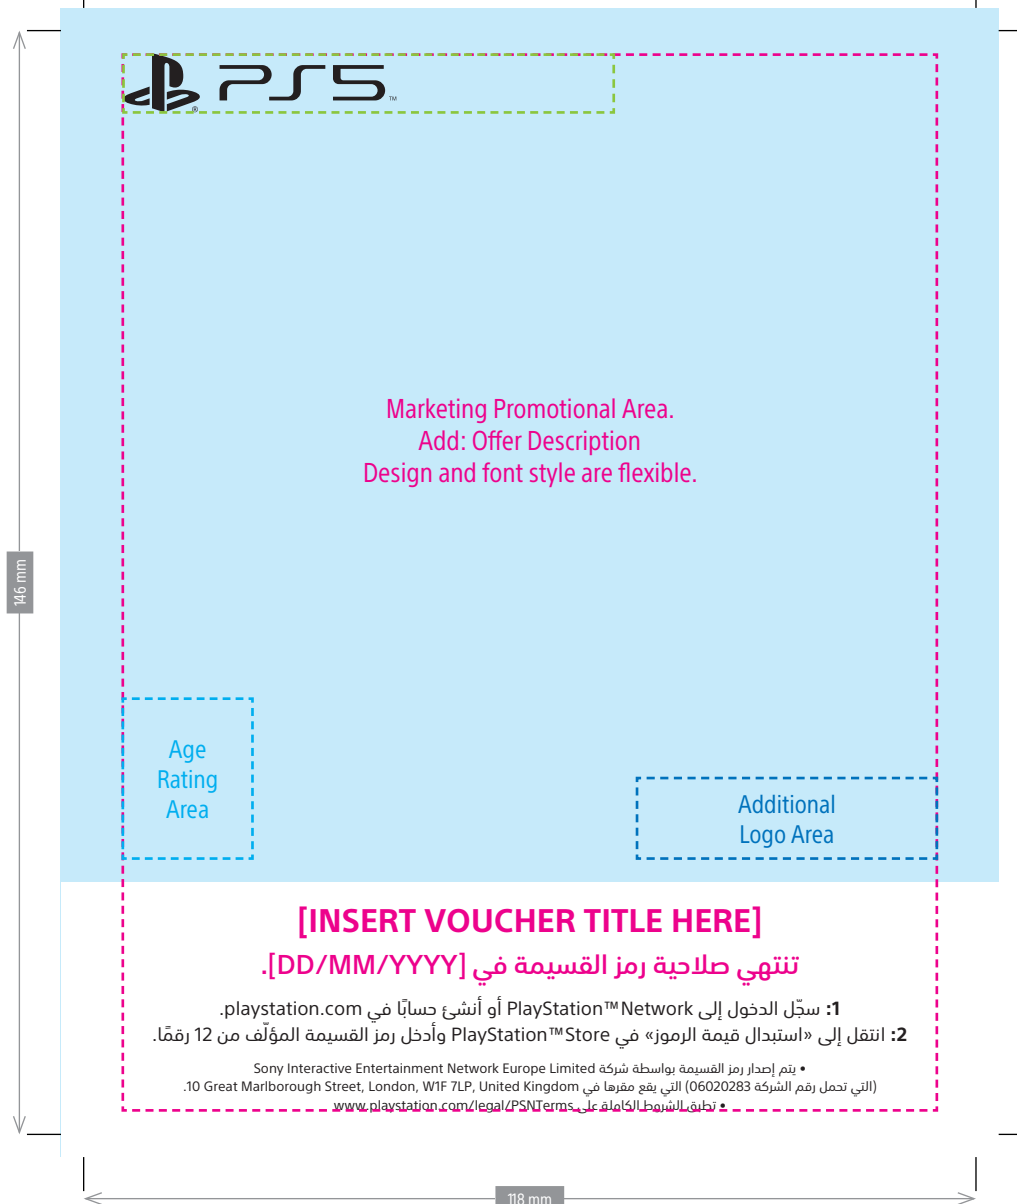 PS5™
Marketing Promotional Area.
Add: Offer Description
Design and font style are flexible.
146 mm
Age
Rating
Area
Additional
Logo Area
[INSERT VOUCHER TITLE HERE]
تنتهي صلاحية رمز القسيمة في [DD/MM/YYYY].
1: سجّل الدخول إلى PlayStation™Network أو أنشئ حسابًا في playstation.com.
2: انتقل إلى «استبدال قيمة الرموز» في PlayStation™Store وأدخل رمز القسيمة المؤلّف من 12 رقمًا.
• يتم إصدار رمز القسيمة بواسطة شركة Sony Interactive Entertainment Network Europe Limited
(التي تحمل رقم الشركة 06020283) التي يقع مقرها في 10 Great Marlborough Street, London, W1F 7LP, United Kingdom.
• تطبق الشروط الكاملة على www.playstation.com/legal/PSNTerms
118 mm